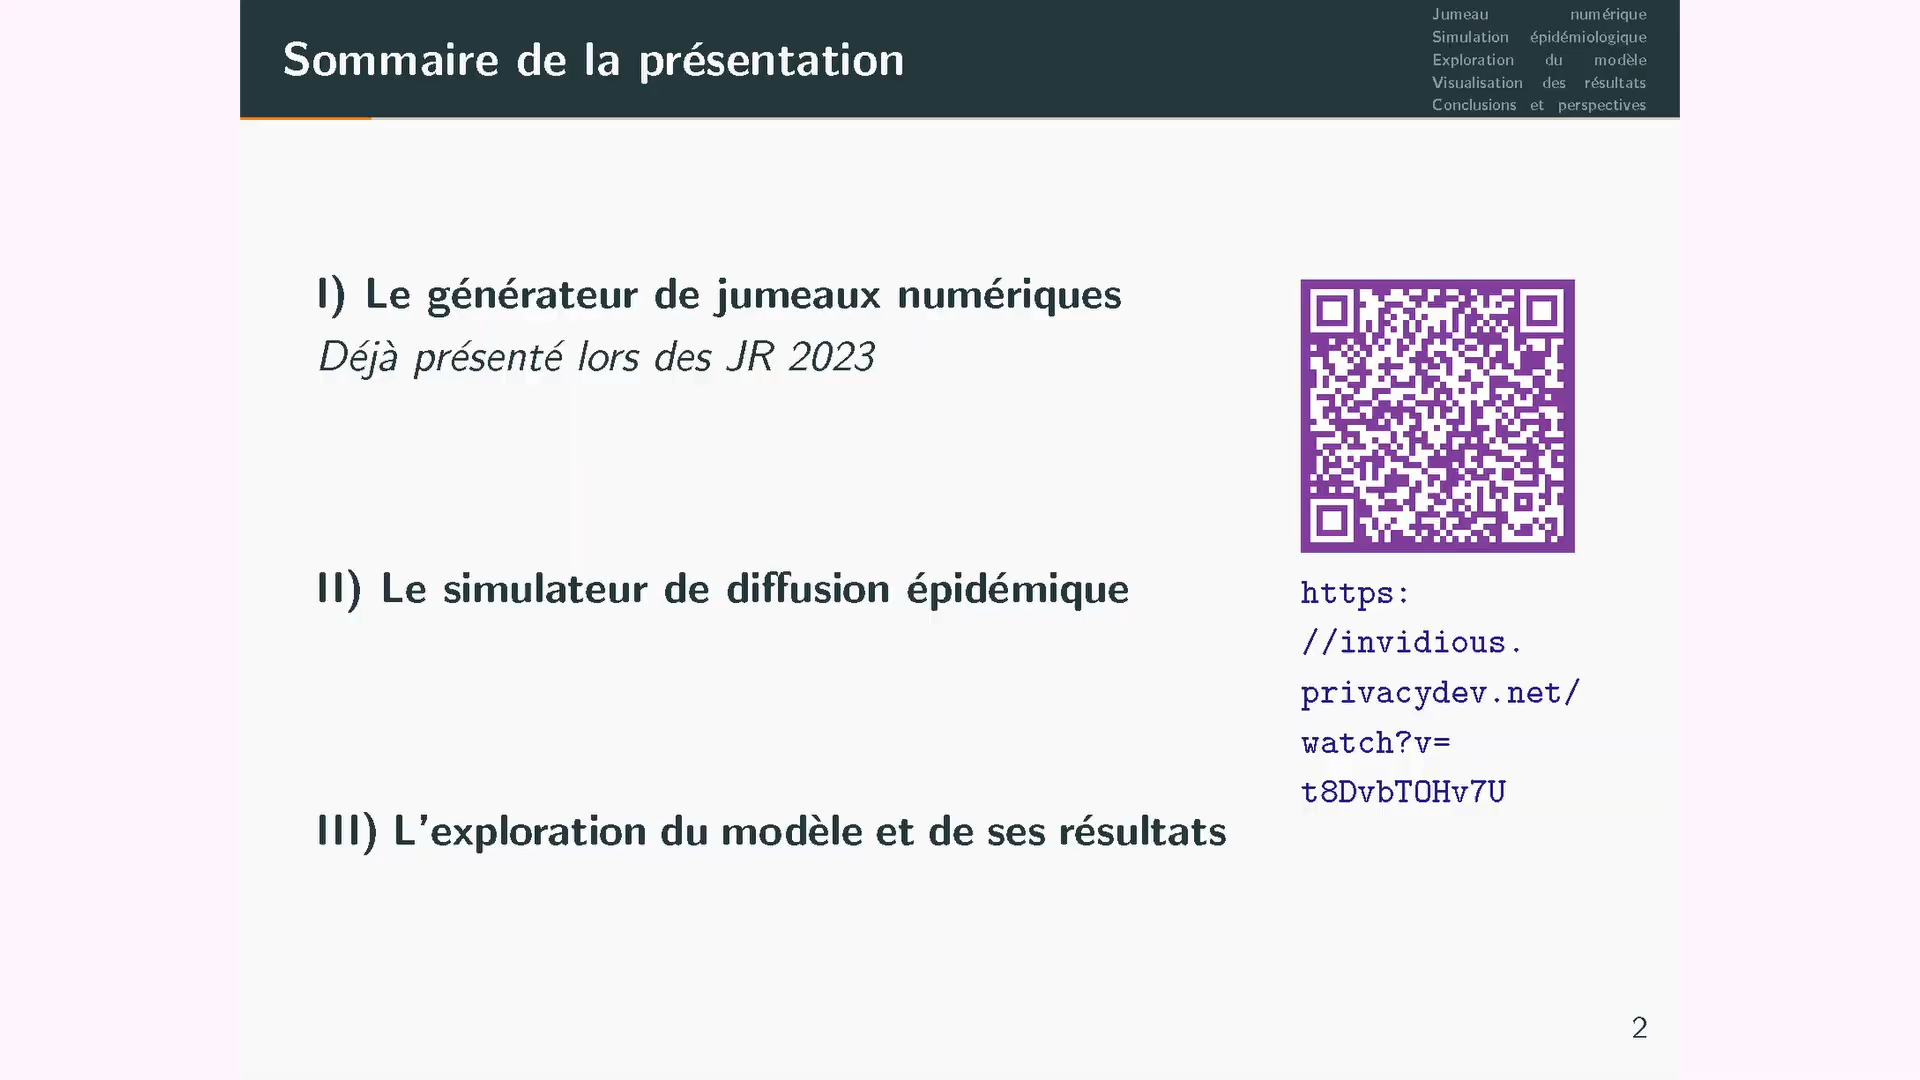 Sommaire de la présentation
Jumeau numérique
Simulation épidémiologique
Exploration du modèle
Visualisation des résultats
Conclusions et perspectives
I) Le générateur de jumeaux numériques
Déjà présenté lors des JR 2023
II) Le simulateur de diffusion épidémique
III) L'exploration du modèle et de ses résultats
https:
//invidious.
privacydev.net/
watch?v=
t8DvbTOHv7U
2